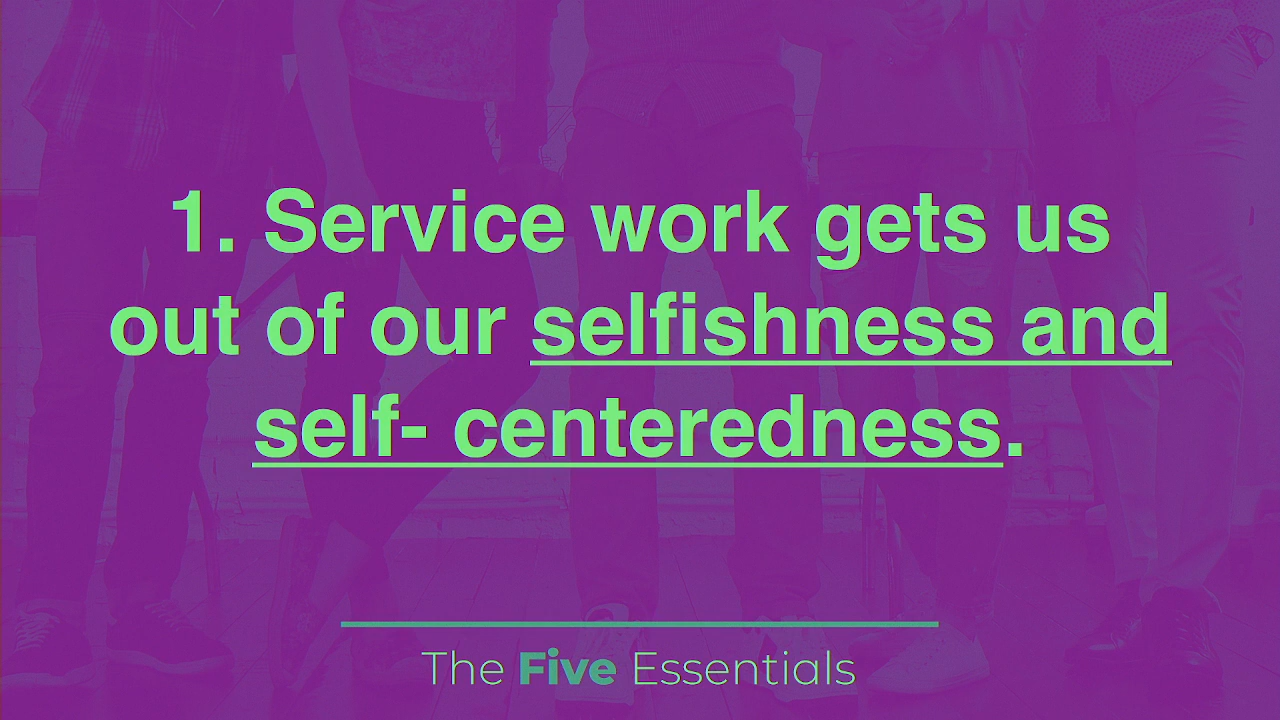 1. Service work gets us
out of our selfishness and
self- centeredness.
The Five Essentials